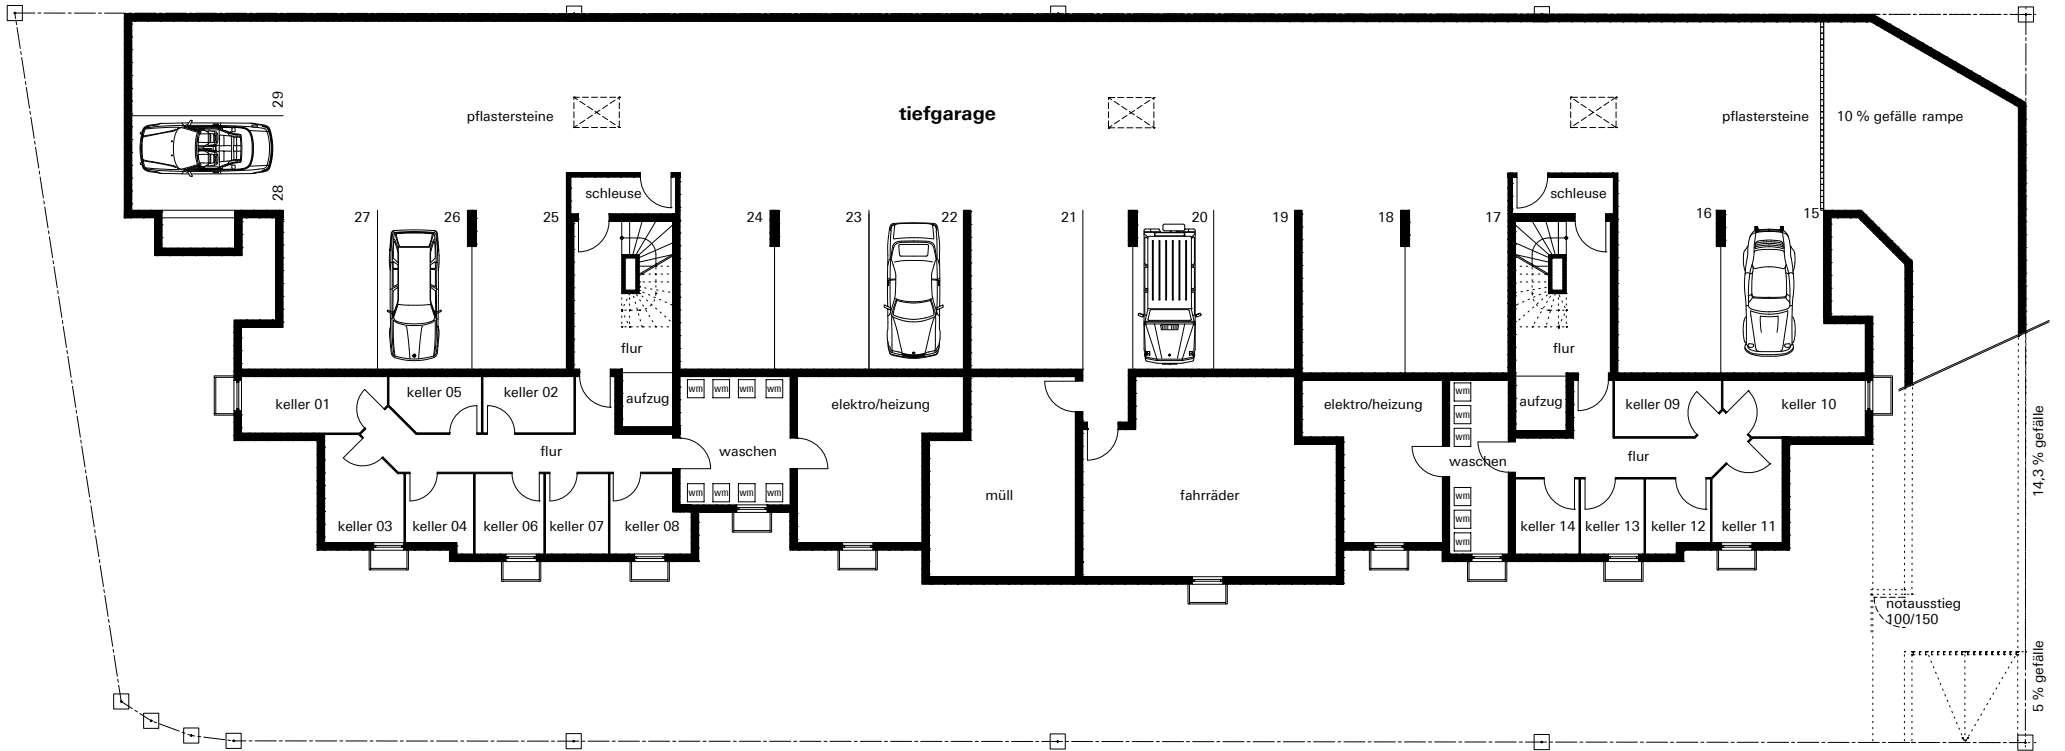 29
pflastersteine
tiefgarage
pflastersteine
10 % gefälle rampe
28
schleuse
schleuse
27
26
25
24
23
22
21
20
19
18
17
16
15
flur
flur
keller 01
keller 05
keller 02
aufzug
wm
wm
wm
wm
elektro/heizung
elektro/heizung
wm
wm
wm
aufzug
keller 09
keller 10
flur
waschen
waschen
flur
14,3 % gefälle
wm
wm
wm
wm
müll
fahrräder
wm
wm
wm
keller 03
keller 04
keller 06
keller 07
keller 08
keller 14
keller 13
keller 12
keller 11
notausstieg
100/150
5 % gefälle